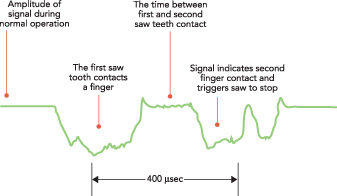 Amplitude of
signal during
normal operation
The time between
first and second
saw teeth contact
The first saw
tooth contacts
a finger
Signal indicates second
finger contact and
triggers saw to stop
400 µsec